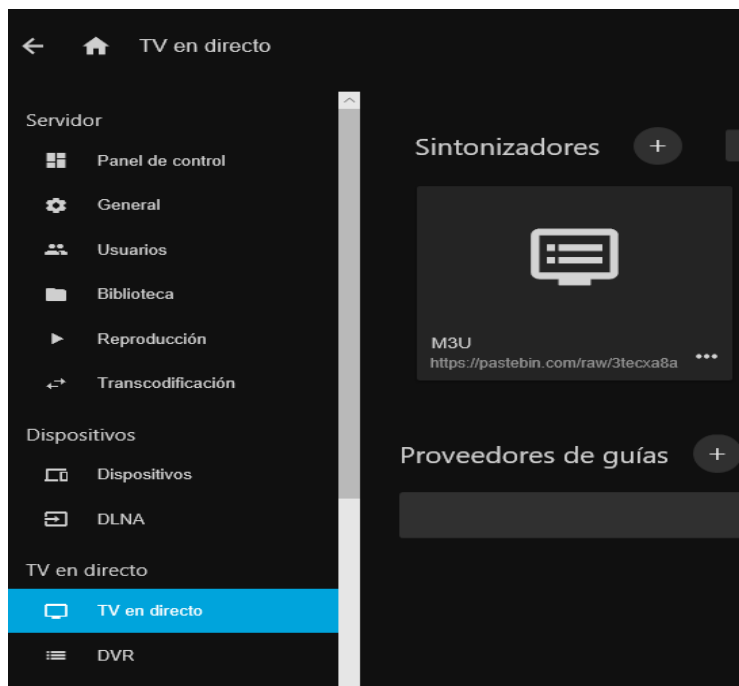 TV en directo
Servidor
Panel de control
General
Usuarios
Biblioteca
Reproducción
Transcodificación
Dispositivos
Dispositivos
DLNA
TV en directo
TV en directo
DVR
Sintonizadores
M3U
https://pastebin.com/raw/3tecxa8a
Proveedores de guías